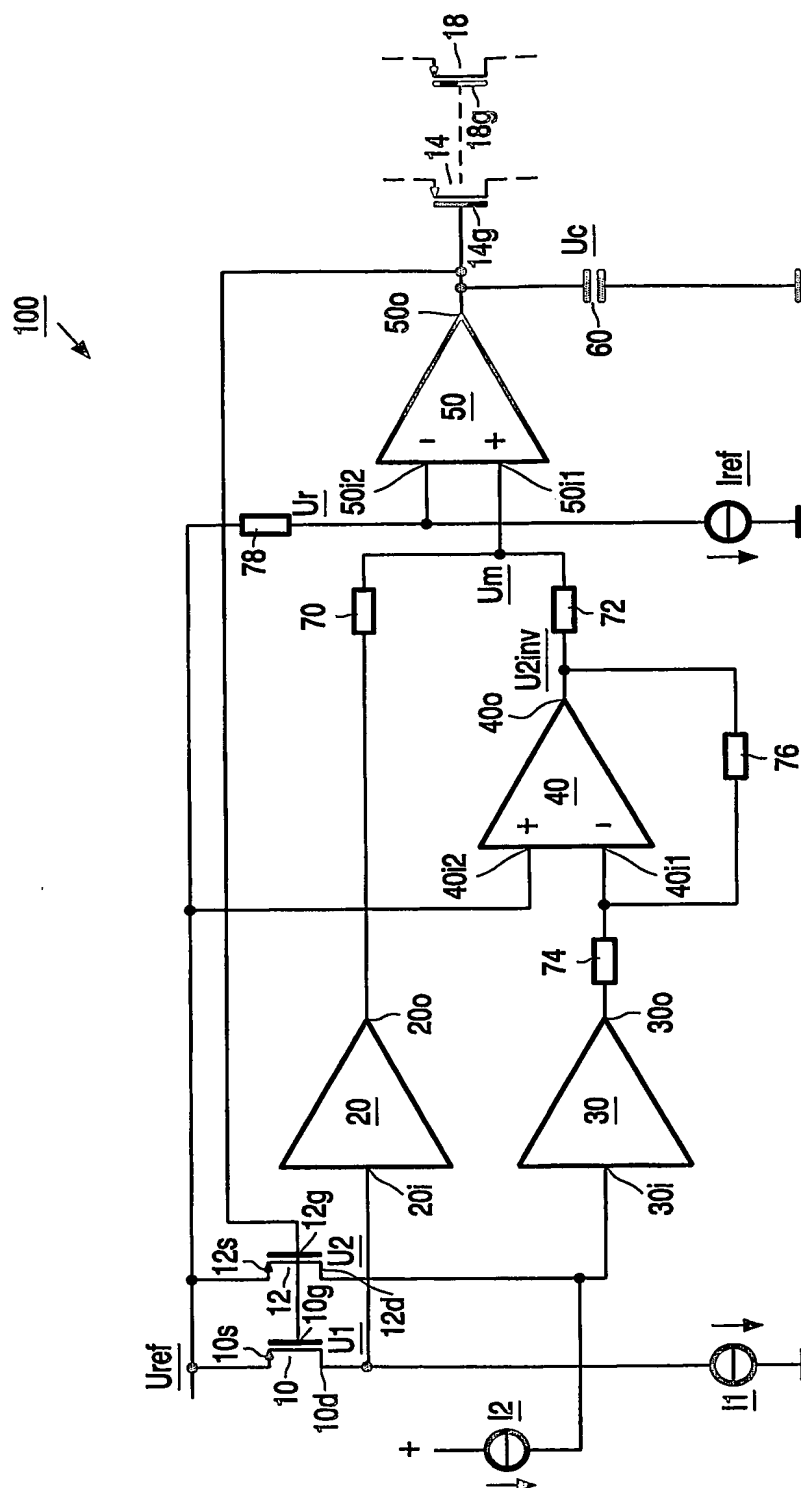 100
Uref
10s
12s
10
12
10g
12g
U1
U2
10d
12d
I2
+
I1
20i
20
20o
30i
30
30o
74
40i2
40i1
+
-
40
40o
76
U2inv
70
72
Um
78
Ur
50i2
50i1
-
+
50
50o
Iref
Uc
60
14g
14
18g
18